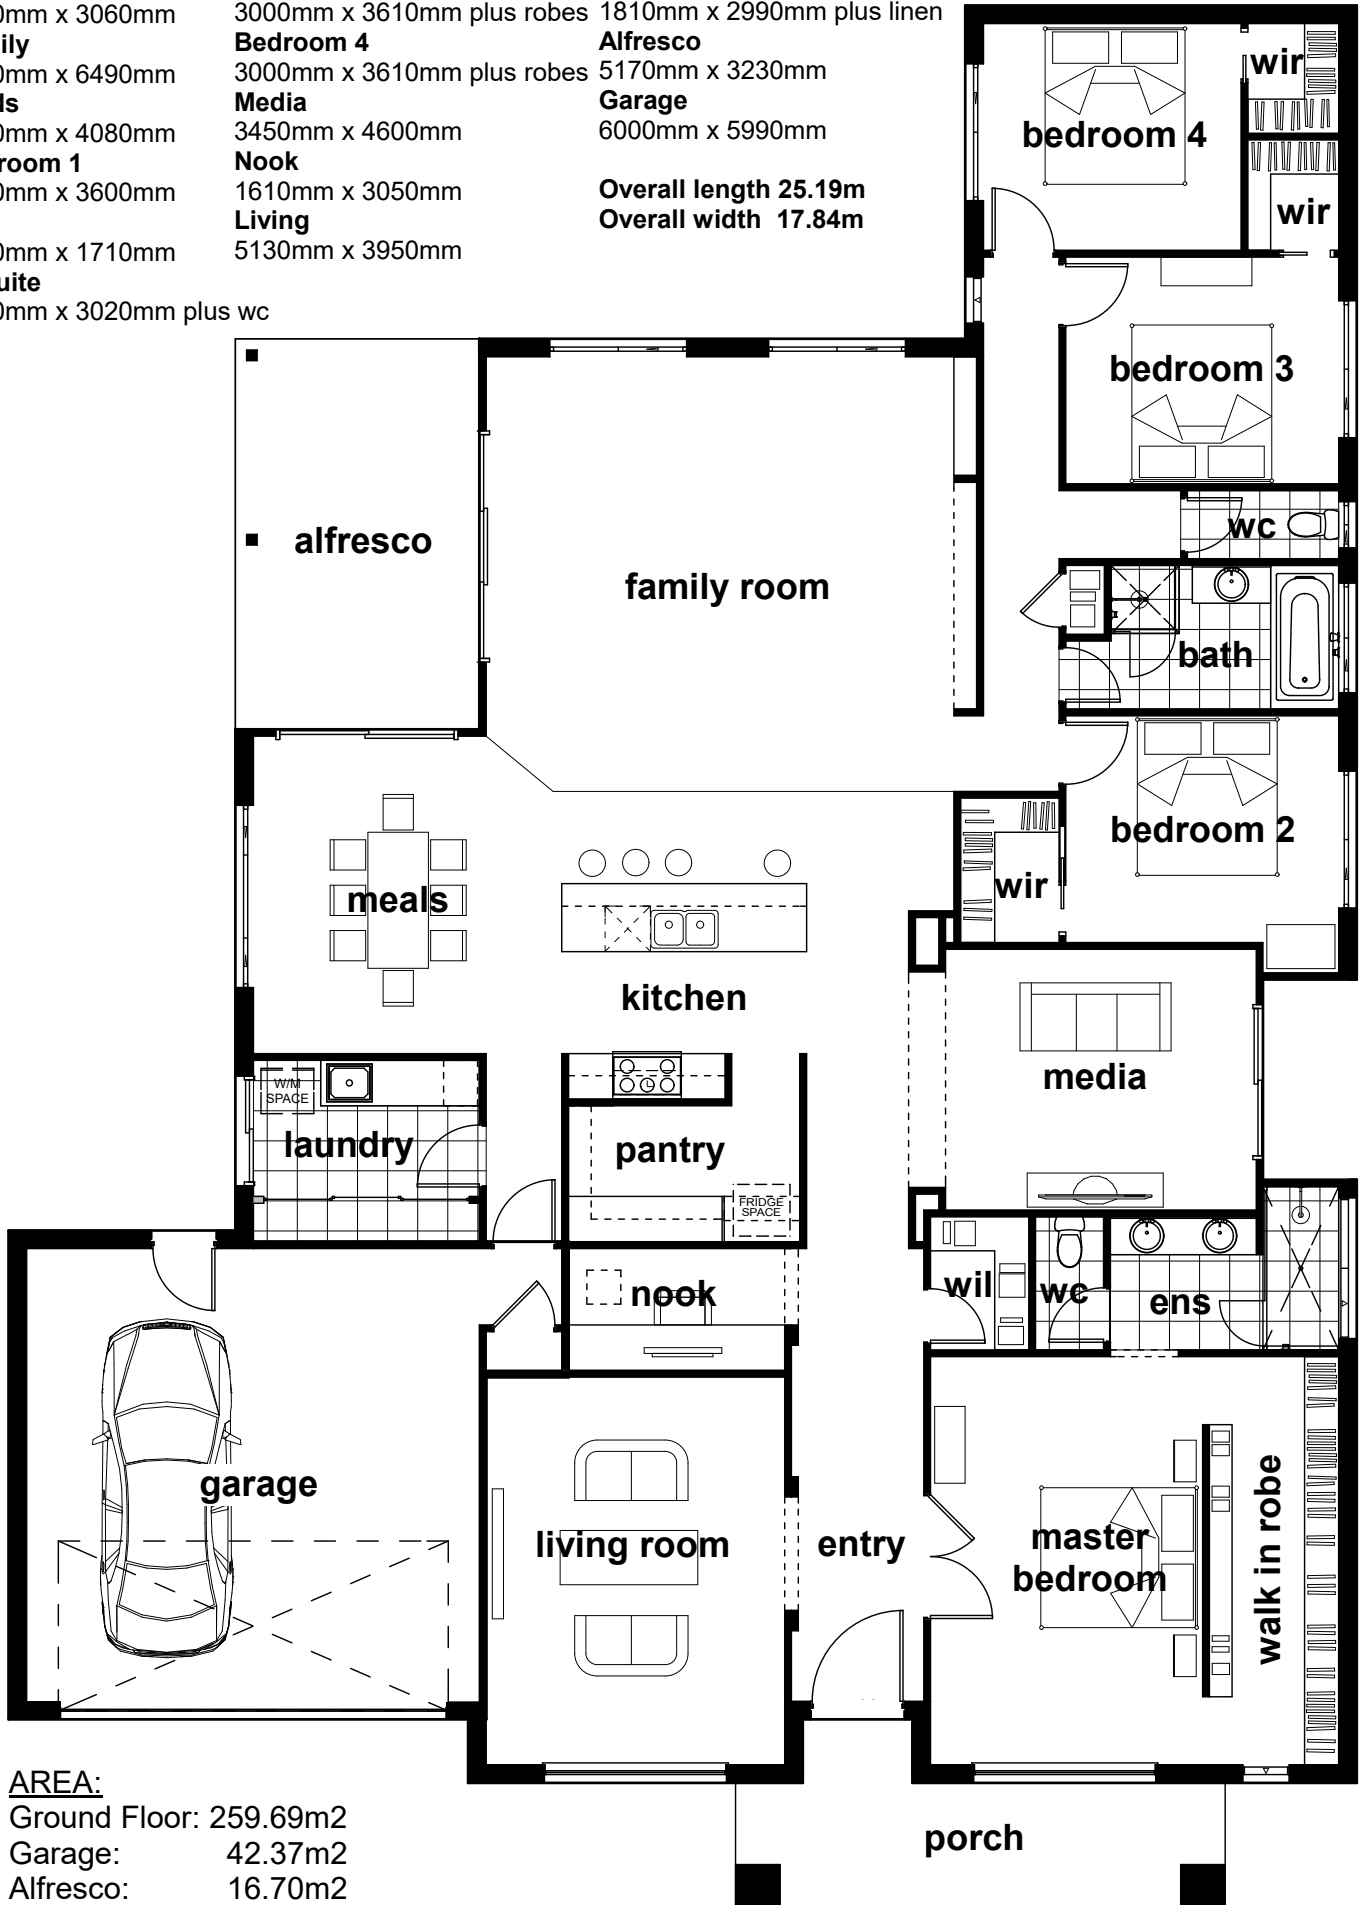 0mm x 3060mm
ily
0mm x 6490mm
ls
0mm x 4080mm
room 1
0mm x 3600mm
0mm x 1710mm
uite
0mm x 3020mm plus wc
3000mm x 3610mm plus robes
Bedroom 4
3000mm x 3610mm plus robes
Media
3450mm x 4600mm
Nook
1610mm x 3050mm
Living
5130mm x 3950mm
1810mm x 2990mm plus linen
Alfresco
5170mm x 3230mm
Garage
6000mm x 5990mm
Overall length 25.19m
Overall width 17.84m
wir
bedroom 4
wir
bedroom 3
wc
alfresco
family room
bath
bedroom 2
wir
meals
kitchen
media
W/M
SPACE
laundry
pantry
FRIDGE
SPACE
nook
wil
wc
ens
garage
living room
entry
master
bedroom
walk in robe
porch
AREA:
Ground Floor: 259.69m2
Garage: 42.37m2
Alfresco: 16.70m2